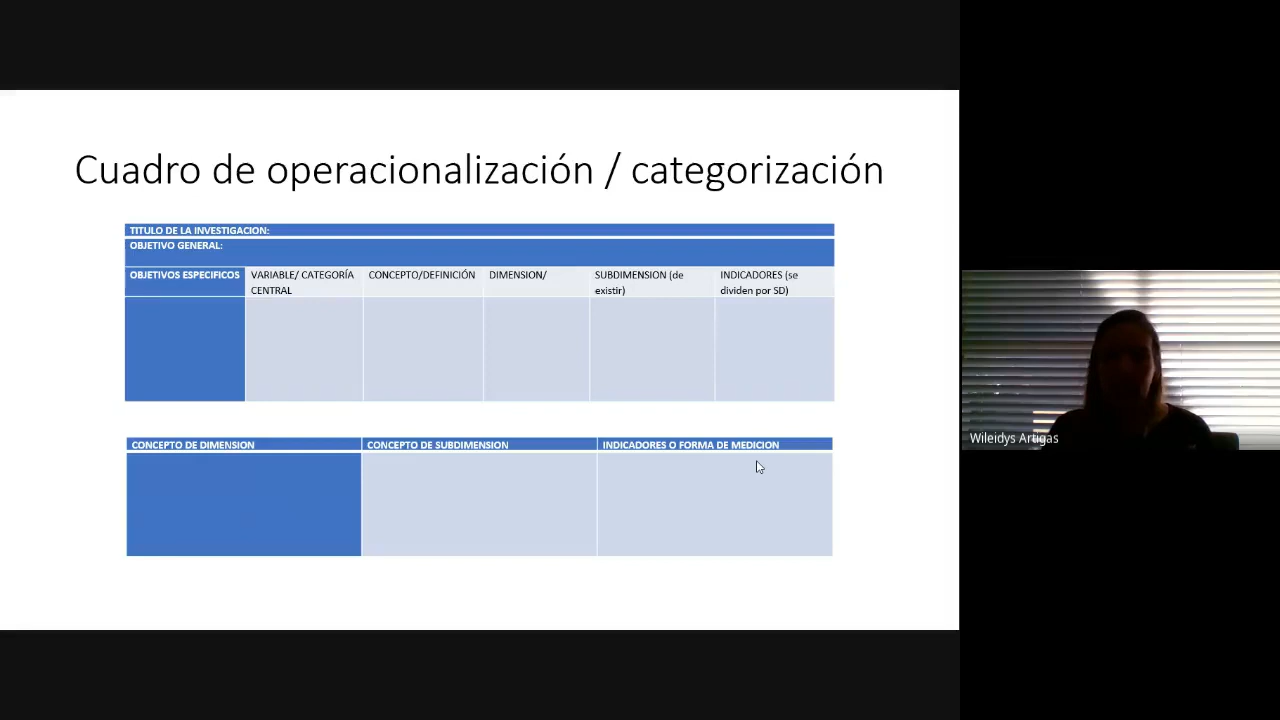 Cuadro de operacionalización / categorización
TITULO DE LA INVESTIGACION:
OBJETIVO GENERAL:
OBJETIVOS ESPECIFICOS
VARIABLE/ CATEGORÍA
CENTRAL
CONCEPTO/DEFINICIÓN
DIMENSION/
SUBDIMENSION (de
existir)
INDICADORES (se
dividen por SD)
CONCEPTO DE DIMENSION
CONCEPTO DE SUBDIMENSION
INDICADORES O FORMA DE MEDICION
Wileidys Artigas